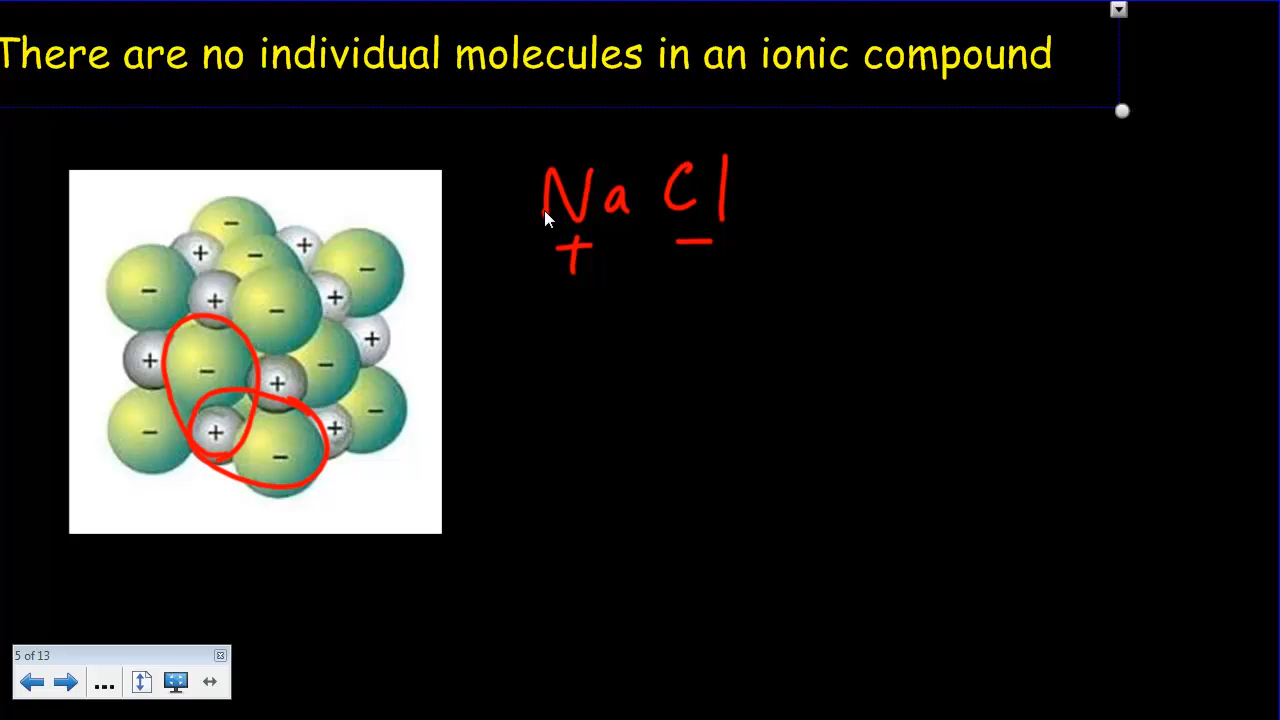 There are no individual molecules in an ionic compound
Na Cl
+ −
− + + − − + − + − + − + − + − − + − + −
5 of 13
...